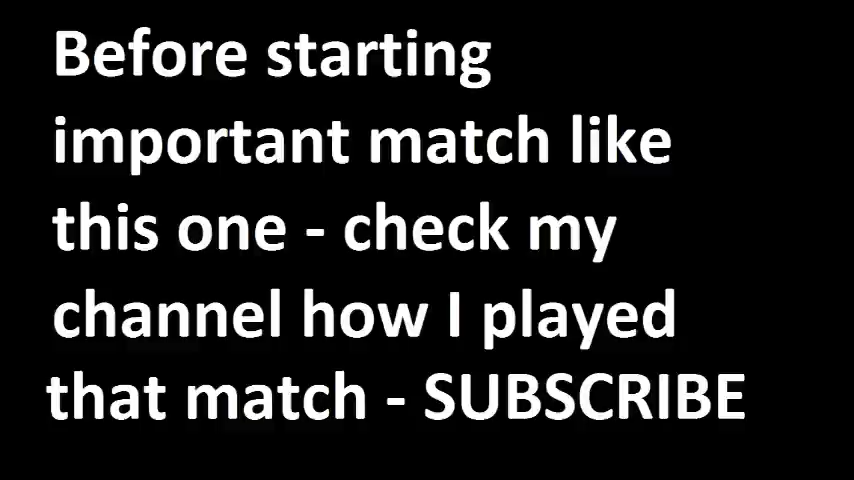 Before starting
important match like
this one - check my
channel how I played
that match - SUBSCRIBE